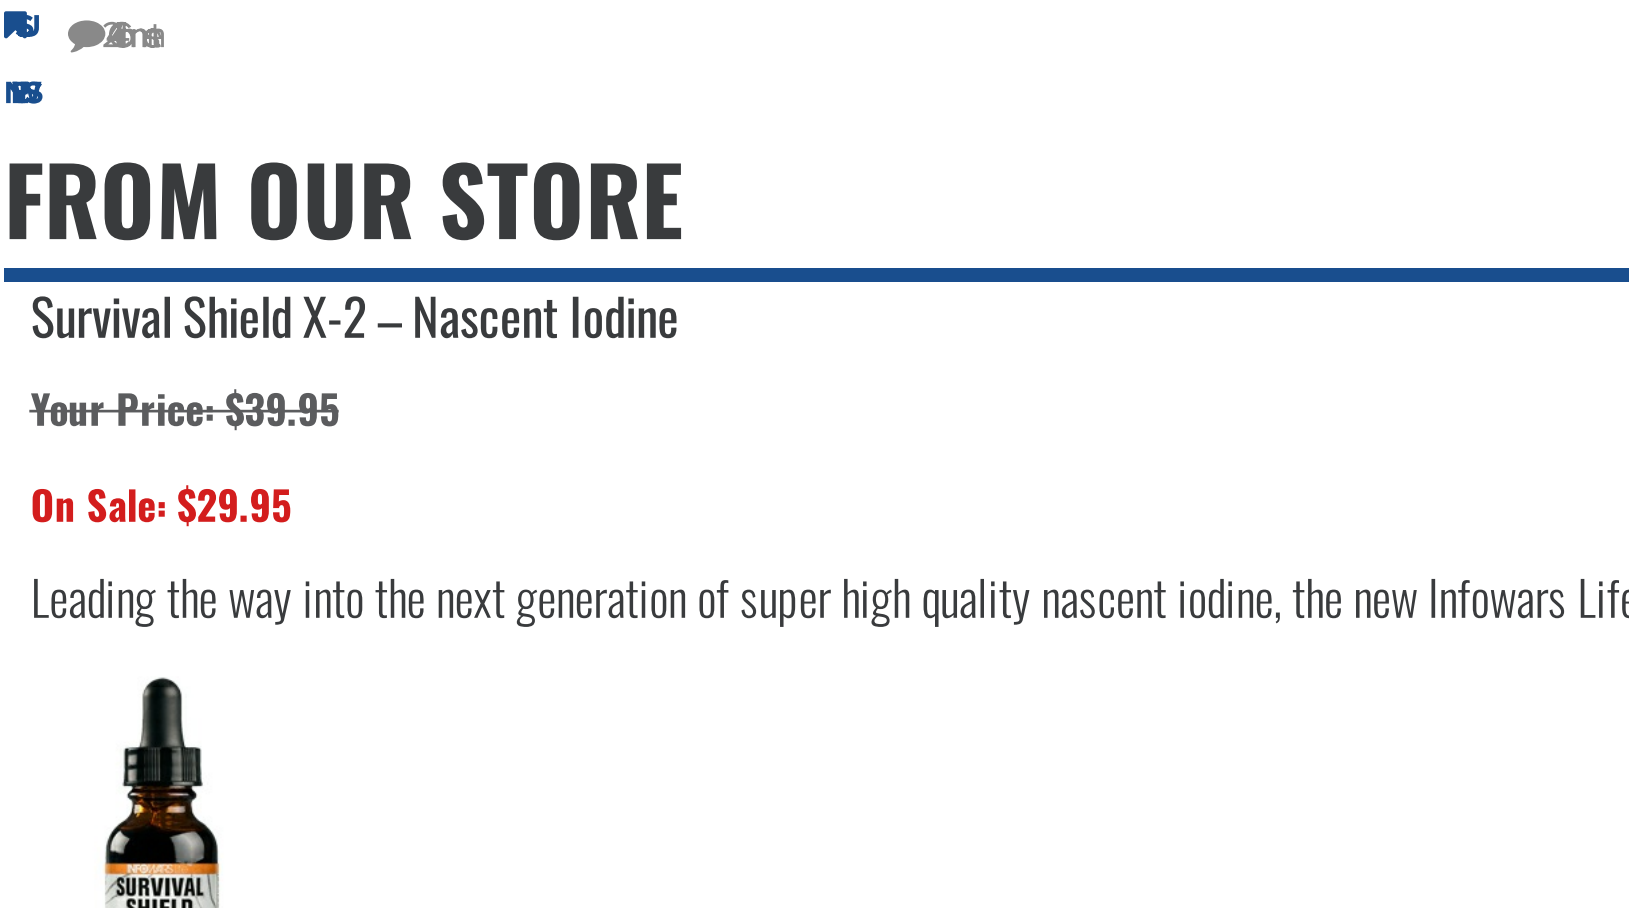 FROM OUR STORE
Survival Shield X-2 – Nascent Iodine
Your Price: $39.95
On Sale: $29.95
Leading the way into the next generation of super high quality nascent iodine, the new Infowars Life
SURVIVAL
SHIELD